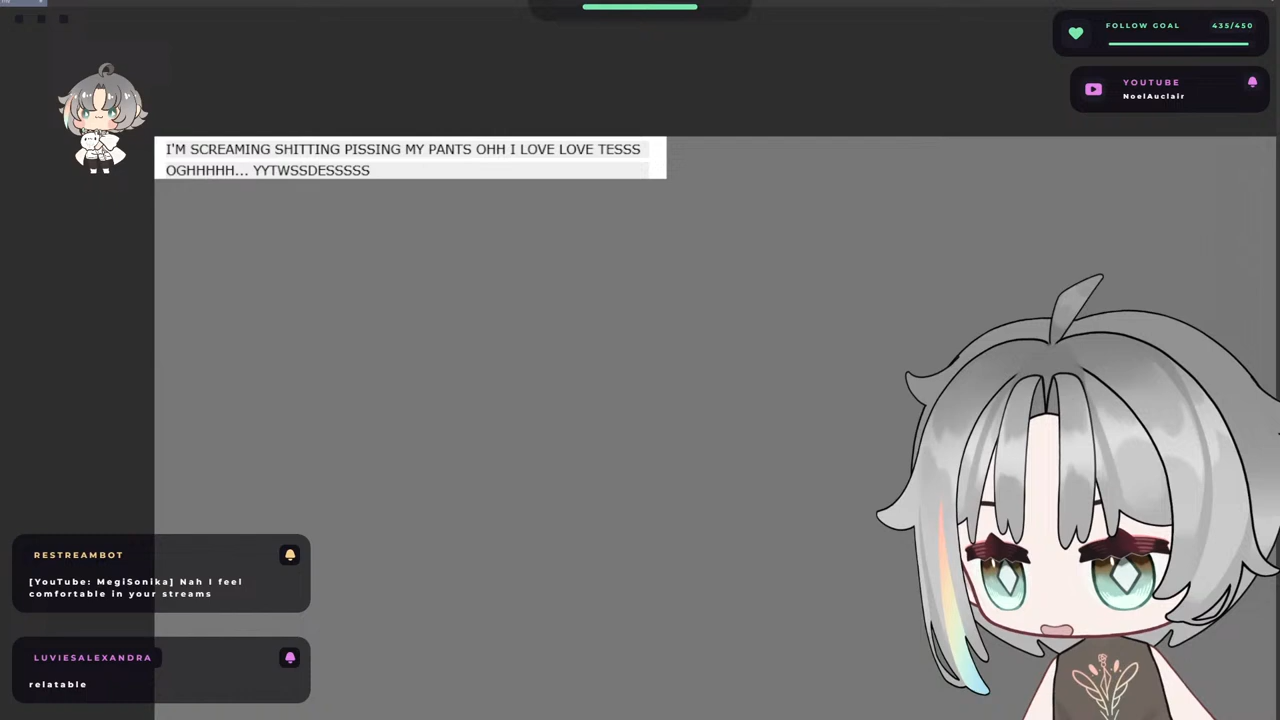 FOLLOW GOAL 435/450
YOUTUBE
NoelAuclair
I'M SCREAMING SHITTING PISSING MY PANTS OHH I LOVE LOVE TESSS
OGHHHHH... YYTWSSDESSSSS
RESTREAMBOT
[YouTube: MegiSonika] Nah I feel
comfortable in your streams
LUVIESALEXANDRA
relatable